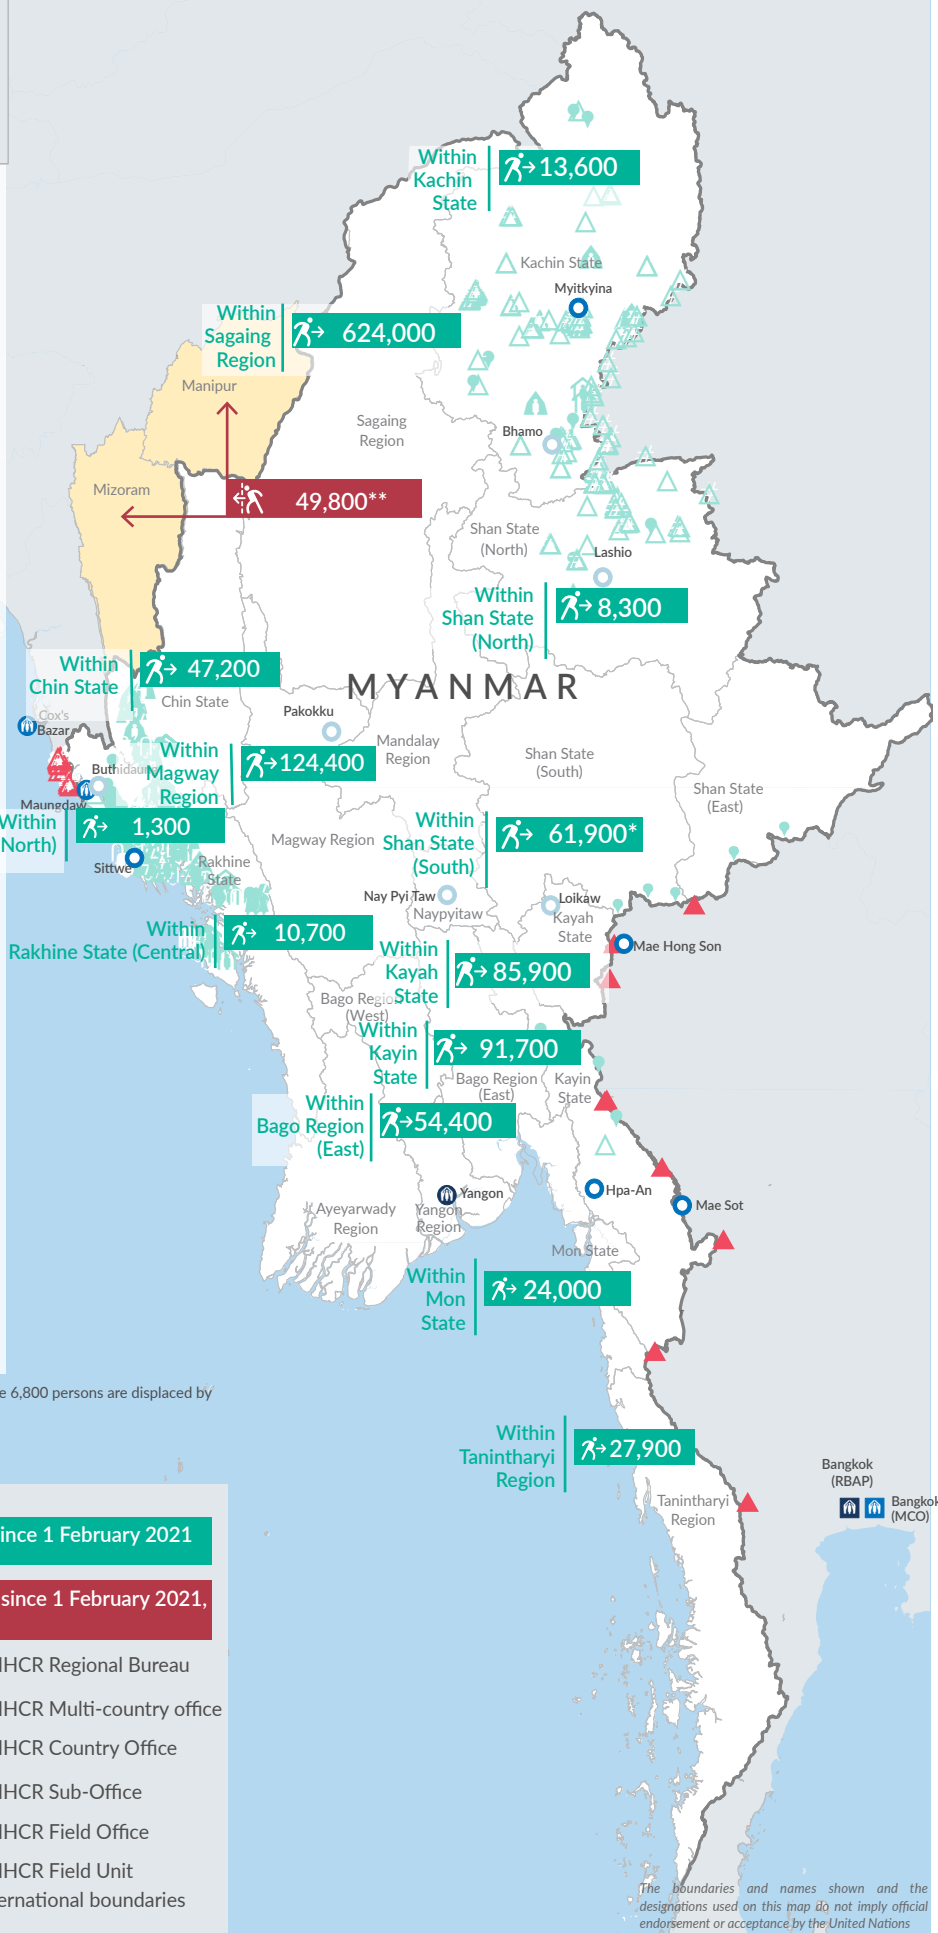 Within
Kachin
State
13,600
Kachin State
Myitkyina
Within
Sagaing
Region
624,000
Manipur
Sagaing
Region
Bhamo
Mizoram
49,800**
Shan State
(North)
Lashio
Within
Shan State
(North)
8,300
Within
Chin State
47,200
Chin State
MYANMAR
Pakokku
Cox's
Bazar
Mandalay
Region
Shan State
(South)
Within
Magway
Region
124,400
Shan State
(East)
Maungdaw
Within
North)
1,300
Magway Region
Within
Shan State
(South)
61,900*
Sittwe
Rakhine
State
Nay Pyi Taw
Naypyitaw
Loikaw
Kayah
State
Within
Rakhine State (Central)
10,700
Mae Hong Son
Within
Kayah
State
85,900
Bago Region
(West)
Within
Kayin
State
91,700
Bago Region
(East)
Kayin
State
Within
Bago Region
(East)
54,400
Yangon
Yangon
Region
Ayeyarwady
Region
Hpa-An
Mae Sot
Mon State
Within
Mon
State
24,000
e 6,800 persons are displaced by
Within
Tanintharyi
Region
27,900
Tanintharyi
Region
Bangkok
(RBAP)
Bangkok
(MCO)
ince 1 February 2021
since 1 February 2021,
HCR Regional Bureau
HCR Multi-country office
HCR Country Office
HCR Sub-Office
HCR Field Office
HCR Field Unit
ernational boundaries
The boundaries and names shown and the
designations used on this map do not imply official
endorsement or acceptance by the United Nations